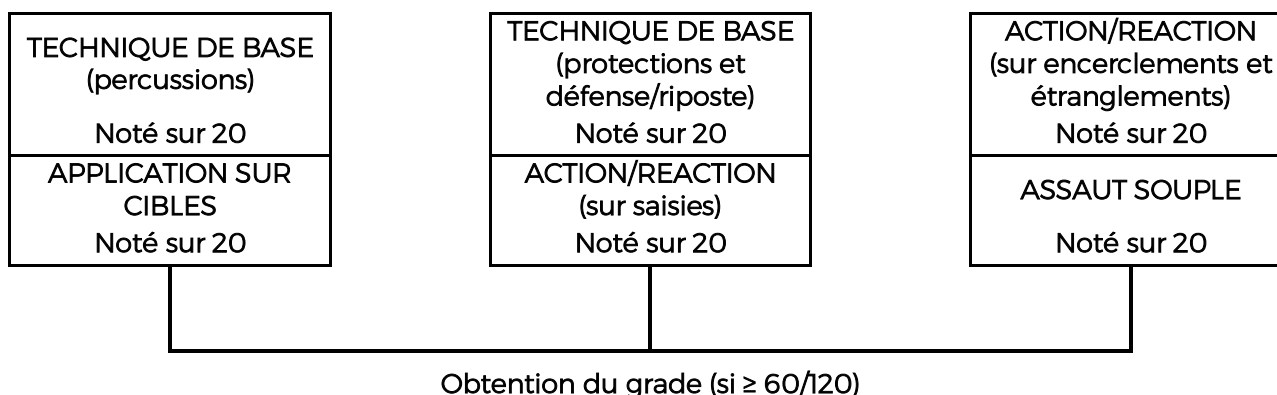 TECHNIQUE DE BASE
(percussions)
Noté sur 20
APPLICATION SUR
CIBLES
Noté sur 20
TECHNIQUE DE BASE
(protections et
défense/riposte)
Noté sur 20
ACTION/REACTION
(sur saisies)
Noté sur 20
ACTION/REACTION
(sur encerclements et
étranglements)
Noté sur 20
ASSAUT SOUPLE
Noté sur 20
Obtention du grade (si ≥ 60/120)